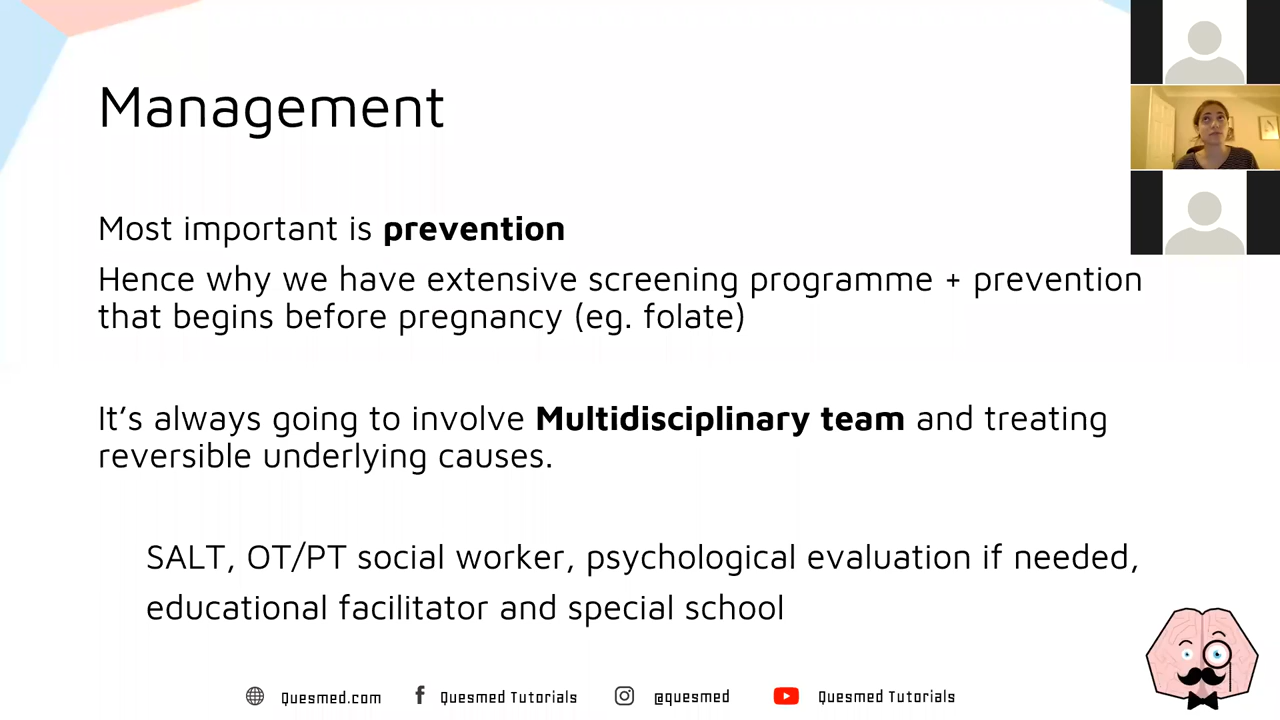 Management
Most important is prevention
Hence why we have extensive screening programme + prevention
that begins before pregnancy (eg. folate)
It's always going to involve Multidisciplinary team and treating
reversible underlying causes.
SALT, OT/PT social worker, psychological evaluation if needed,
educational facilitator and special school
Quesmed.com Quesmed Tutorials @quesmed Quesmed Tutorials